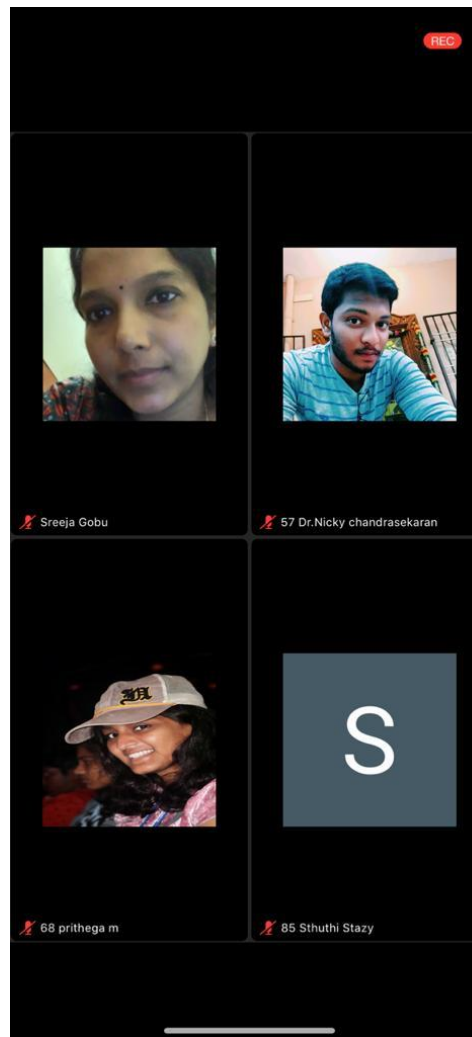 REC
Sreeja Gobu
57 Dr.Nicky chandrasekaran
68 prithega m
S
85 Sthuthi Stazy